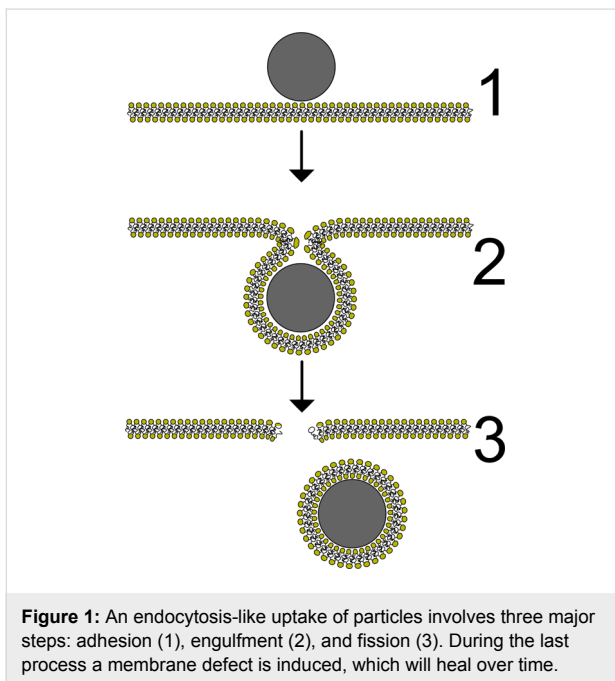 1
2
3
Figure 1: An endocytosis-like uptake of particles involves three major
steps: adhesion (1), engulfment (2), and fission (3). During the last
process a membrane defect is induced, which will heal over time.